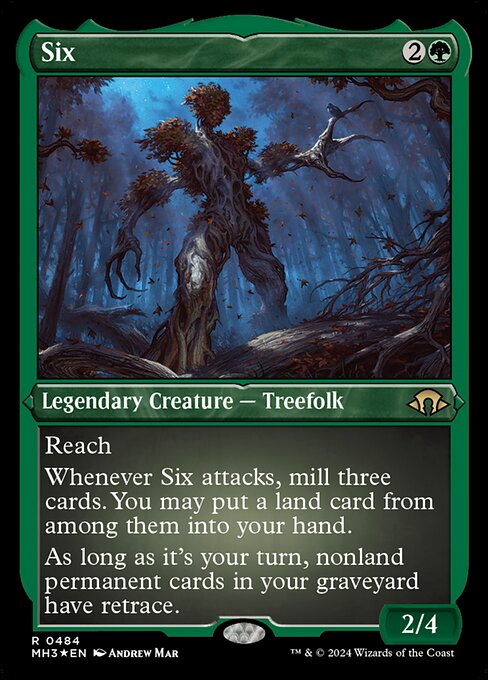 Six 2
Legendary Creature — Treefolk
Reach
Whenever Six attacks, mill three
cards. You may put a land card from
among them into your hand.
As long as it's your turn, nonland
permanent cards in your graveyard
have retrace.
2/4
R 0484
MH3★EN Andrew Mar
™ & © 2024 Wizards of the Coast